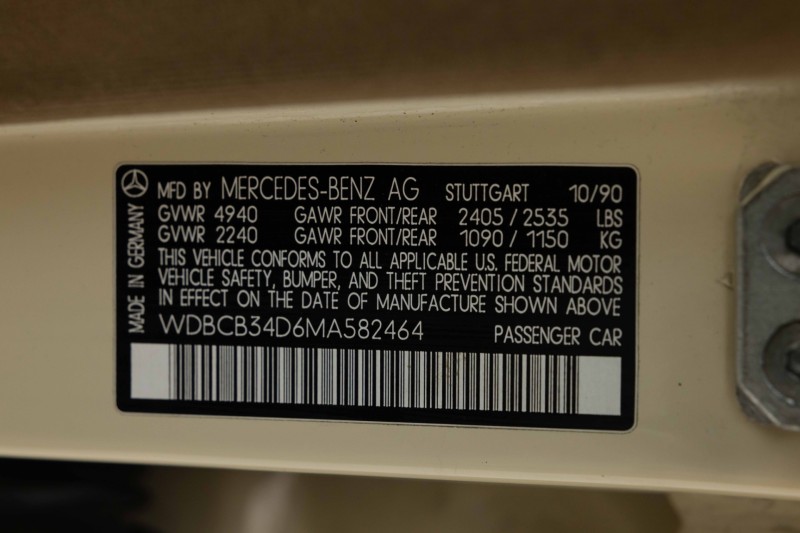 MFD BY MERCEDES-BENZ AG STUTTGART 10/90
GVWR 4940 GAWR FRONT/REAR 2405 / 2535 LBS
GVWR 2240 GAWR FRONT/REAR 1090 / 1150 KG
THIS VEHICLE CONFORMS TO ALL APPLICABLE U.S. FEDERAL MOTOR
VEHICLE SAFETY, BUMPER, AND THEFT PREVENTION STANDARDS
IN EFFECT ON THE DATE OF MANUFACTURE SHOWN ABOVE
WDBCB34D6MA582464 PASSENGER CAR
MADE IN GERMANY